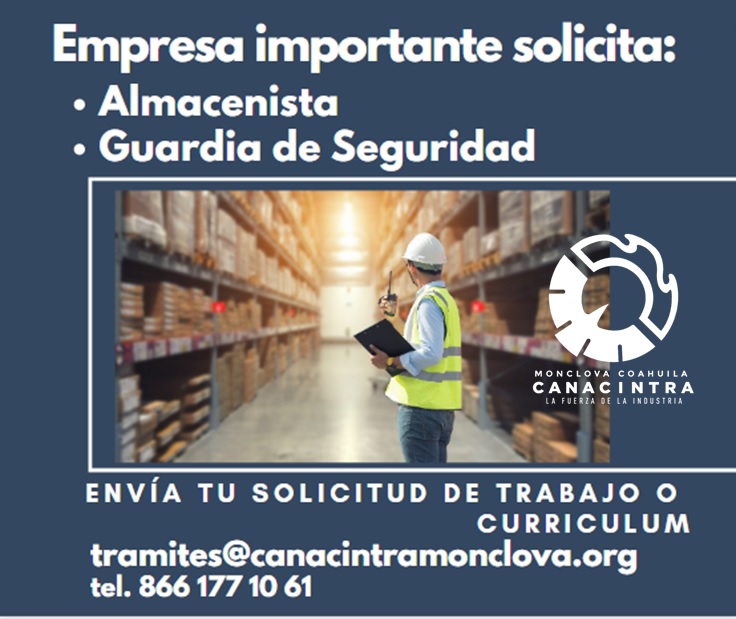 Empresa importante solicita:
• Almacenista
• Guardia de Seguridad
MONCLOVA COAHUILA
CANACINTRA
LA FUERZA DE LA INDUSTRIA
ENVÍA TU SOLICITUD DE TRABAJO O
CURRICULUM
tramites@canacintramonclova.org
tel. 866 177 10 61